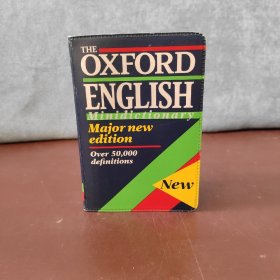 THE
OXFORD
ENGLISH
Minidictionary
Major new
edition
Over 50,000
definitions
New